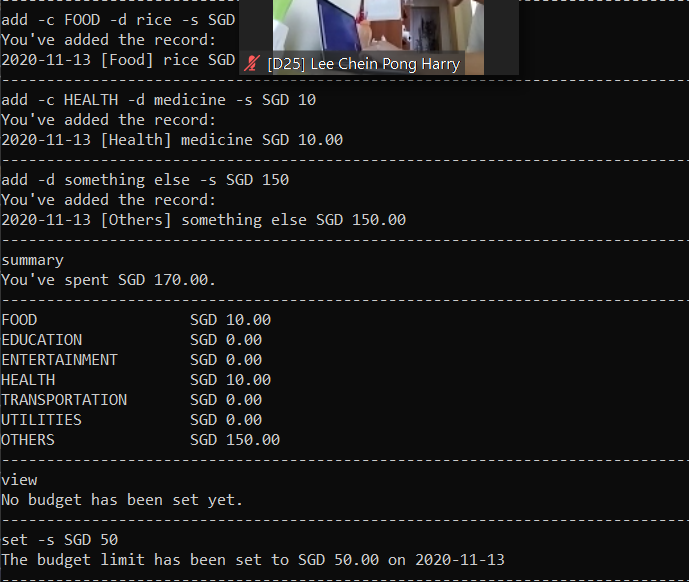 add -c FOOD -d rice -s SGD
You've added the record:
2020-11-13 [Food] rice SGD
[D25] Lee Chein Pong Harry
add -c HEALTH -d medicine -s SGD 10
You've added the record:
2020-11-13 [Health] medicine SGD 10.00
add -d something else -s SGD 150
You've added the record:
2020-11-13 [Others] something else SGD 150.00
summary
You've spent SGD 170.00.
FOOD SGD 10.00
EDUCATION SGD 0.00
ENTERTAINMENT SGD 0.00
HEALTH SGD 10.00
TRANSPORTATION SGD 0.00
UTILITIES SGD 0.00
OTHERS SGD 150.00
view
No budget has been set yet.
set -s SGD 50
The budget limit has been set to SGD 50.00 on 2020-11-13